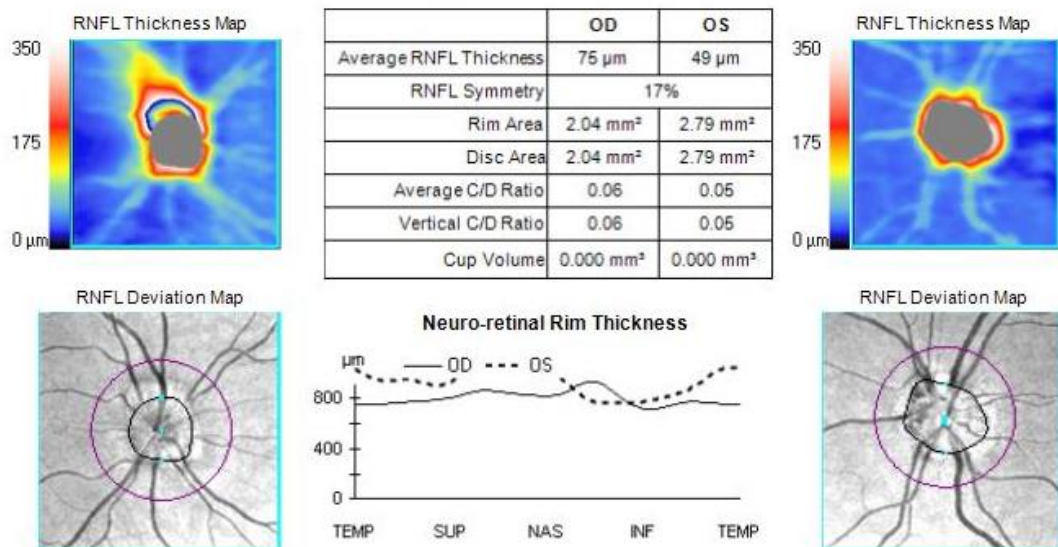 RNFL Thickness Map
350
175
0 µm
OD OS
Average RNFL Thickness 75 µm 49 µm
RNFL Symmetry 17%
Rim Area 2.04 mm² 2.79 mm²
Disc Area 2.04 mm² 2.79 mm²
Average C/D Ratio 0.06 0.05
Vertical C/D Ratio 0.06 0.05
Cup Volume 0.000 mm³ 0.000 mm³
RNFL Thickness Map
350
175
0 µm
RNFL Deviation Map
Neuro-retinal Rim Thickness
µm
OD OS
800
400
0
TEMP SUP NAS INF TEMP
RNFL Deviation Map